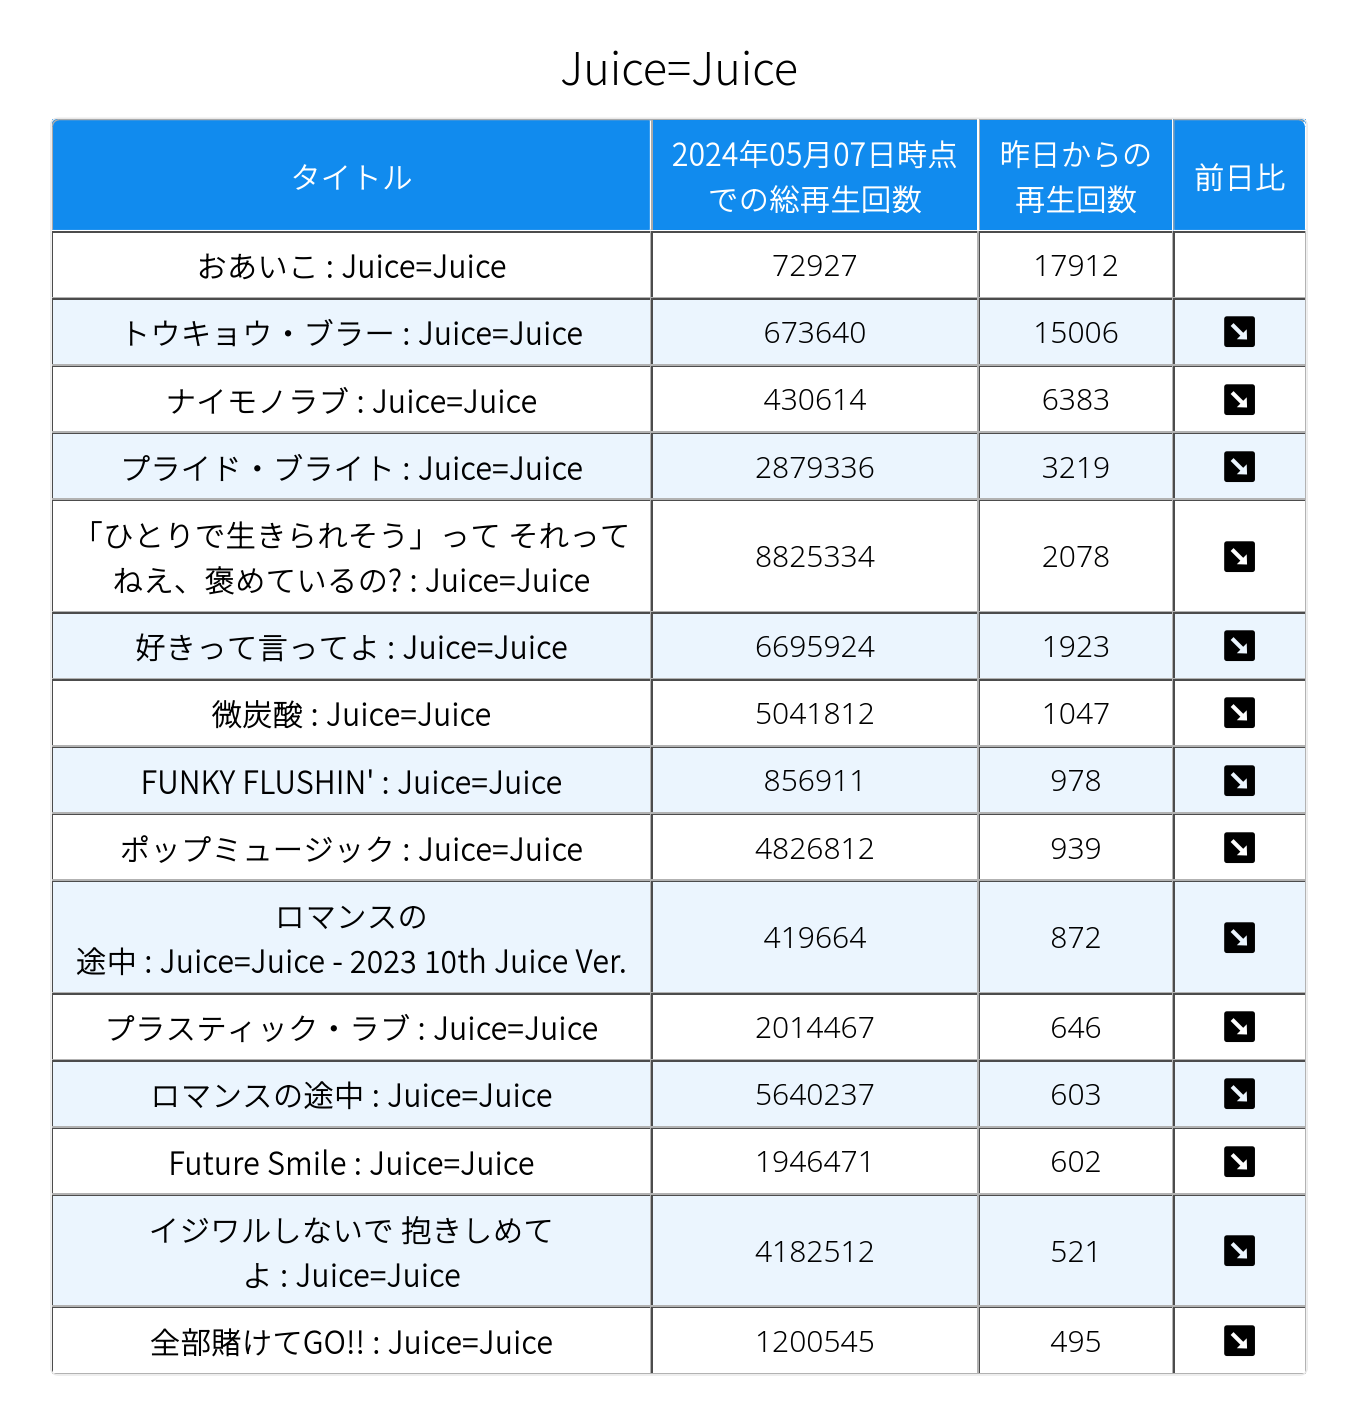 Juice=Juice
タイトル
2024年05月07日時点
での総再生回数
昨日からの
再生回数
前日比
おあいこ : Juice=Juice
72927
17912
トウキョウ・ブラー : Juice=Juice
673640
15006
ナイモノラブ : Juice=Juice
430614
6383
プライド・ブライト : Juice=Juice
2879336
3219
「ひとりで生きられそう」って それって
ねえ、褒めているの? : Juice=Juice
8825334
2078
好きって言ってよ : Juice=Juice
6695924
1923
微炭酸 : Juice=Juice
5041812
1047
FUNKY FLUSHIN' : Juice=Juice
856911
978
ポップミュージック : Juice=Juice
4826812
939
ロマンスの
途中 : Juice=Juice - 2023 10th Juice Ver.
419664
872
プラスティック・ラブ : Juice=Juice
2014467
646
ロマンスの途中 : Juice=Juice
5640237
603
Future Smile : Juice=Juice
1946471
602
イジワルしないで 抱きしめて
よ : Juice=Juice
4182512
521
全部賭けてGO!! : Juice=Juice
1200545
495